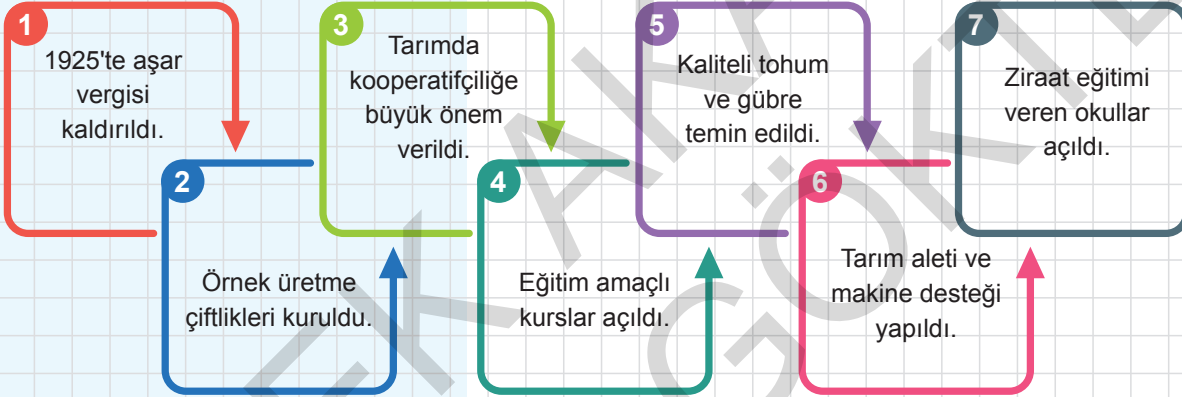 1
1925'te aşar
vergisi
kaldırıldı.
2
Örnek üretme
çiftlikleri kuruldu.
3
Tarımda
kooperatifçiliğe
büyük önem
verildi.
4
Eğitim amaçlı
kurslar açıldı.
5
Kaliteli tohum
ve gübre
temin edildi.
6
Tarım aleti ve
makine desteği
yapıldı.
7
Ziraat eğitimi
veren okullar
açıldı.